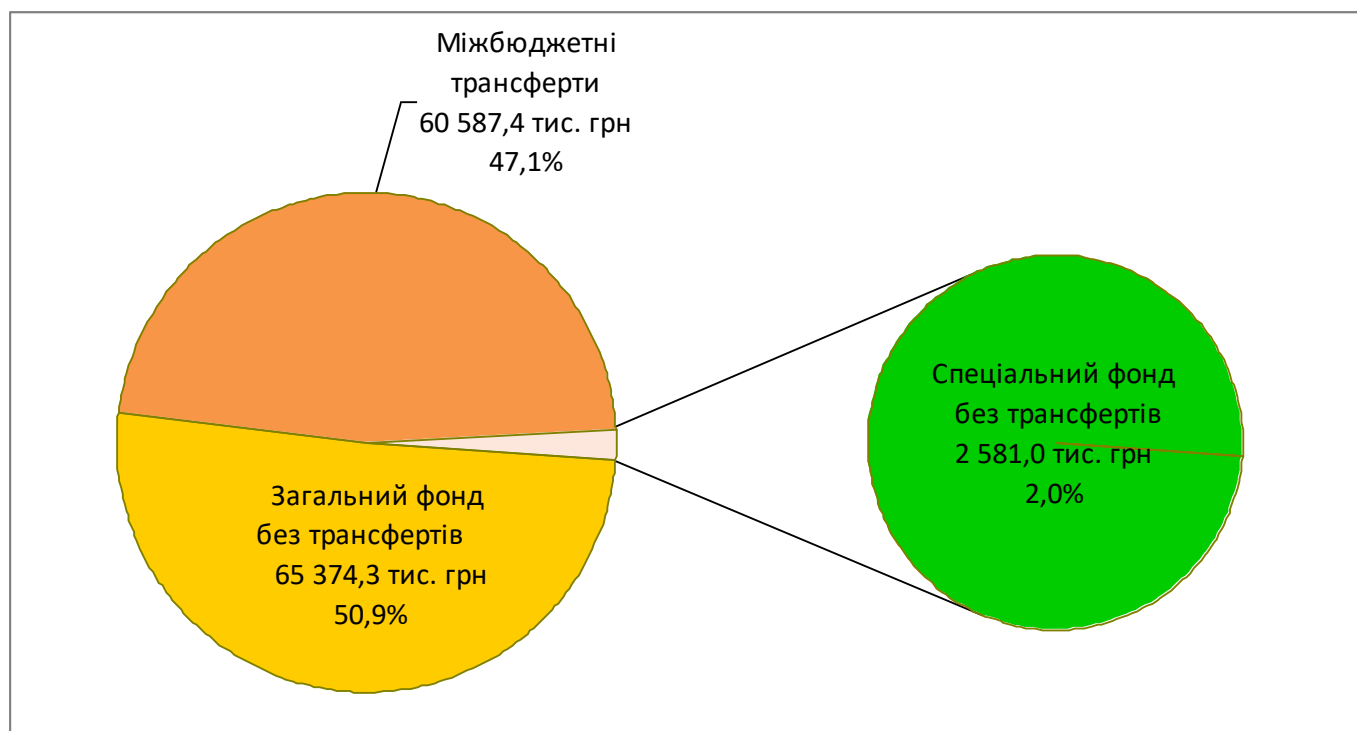 Міжбюджетні
трансферти
60 587,4 тис. грн
47,1%
Загальний фонд
без трансфертів
65 374,3 тис. грн
50,9%
Спеціальний фонд
без трансфертів
2 581,0 тис. грн
2,0%